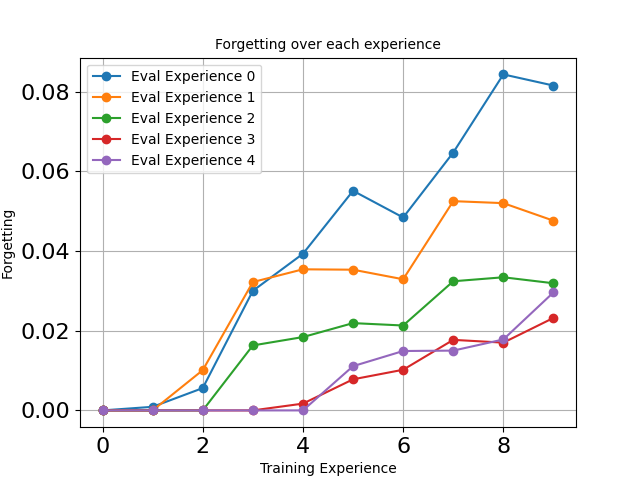 Forgetting over each experience
Eval Experience 0
Eval Experience 1
Eval Experience 2
Eval Experience 3
Eval Experience 4
0.08
0.06
0.04
0.02
0.00
Forgetting
0 2 4 6 8
Training Experience